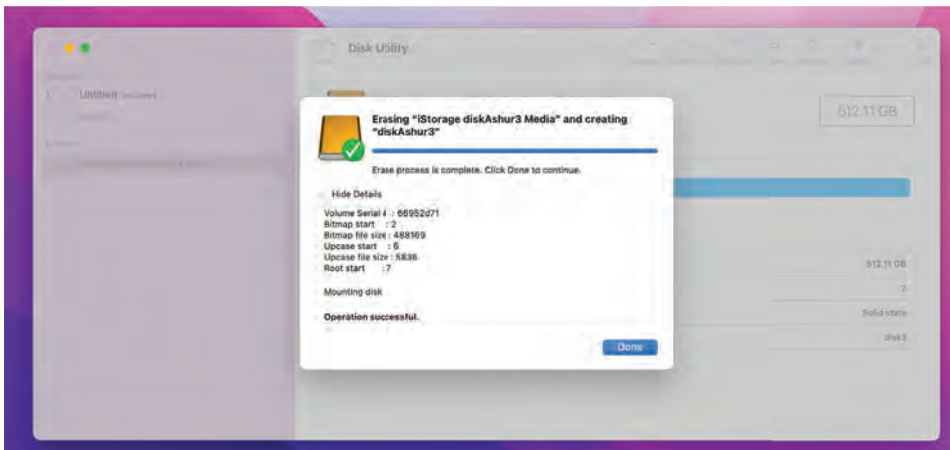 Disk Utility
Untitled
512.11 GB
Erasing "iStorage diskAshur3 Media" and creating
"diskAshur3"
Erase process is complete. Click Done to continue.
Hide Details
Volume Serial # : 66952d71
Bitmap start : 2
Bitmap file size : 488169
Upcase start : 6
Upcase file size : 5836
Root start : 7
Mounting disk
Operation successful.
Done
512.11 GB
2
Solid state
disk3